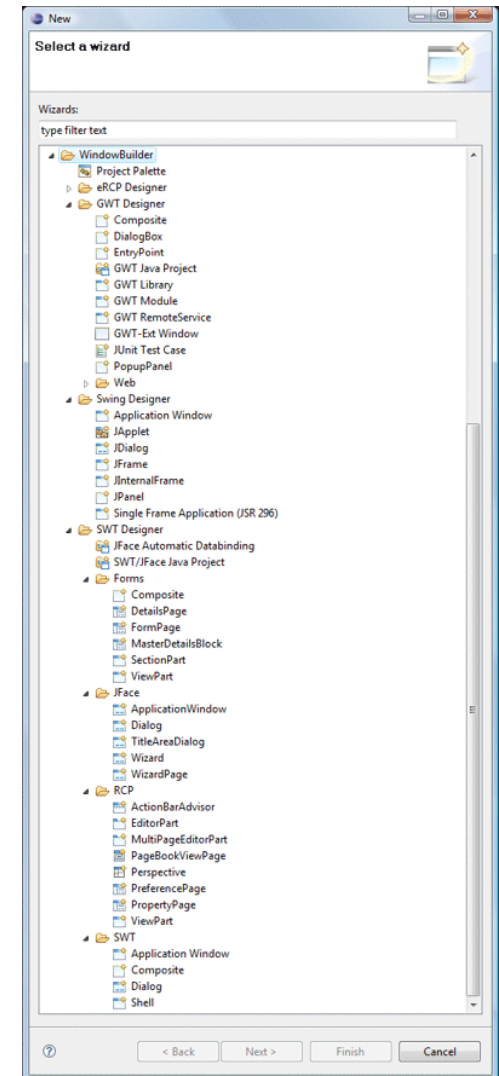 New
Select a wizard
Wizards:
type filter text
WindowBuilder
Project Palette
eRCP Designer
GWT Designer
Composite
DialogBox
EntryPoint
GWT Java Project
GWT Library
GWT Module
GWT RemoteService
GWT-Ext Window
JUnit Test Case
PopupPanel
Web
Swing Designer
Application Window
JApplet
JDialog
JFrame
JInternalFrame
JPanel
Single Frame Application (JSR 296)
SWT Designer
JFace Automatic Databinding
SWT/JFace Java Project
Forms
Composite
DetailsPage
FormPage
MasterDetailsBlock
SectionPart
ViewPart
JFace
ApplicationWindow
Dialog
TitleAreaDialog
Wizard
WizardPage
RCP
ActionBarAdvisor
EditorPart
MultiPageEditorPart
PageBookViewPage
Perspective
PreferencePage
PropertyPage
ViewPart
SWT
Application Window
Composite
Dialog
Shell
< Back Next > Finish Cancel